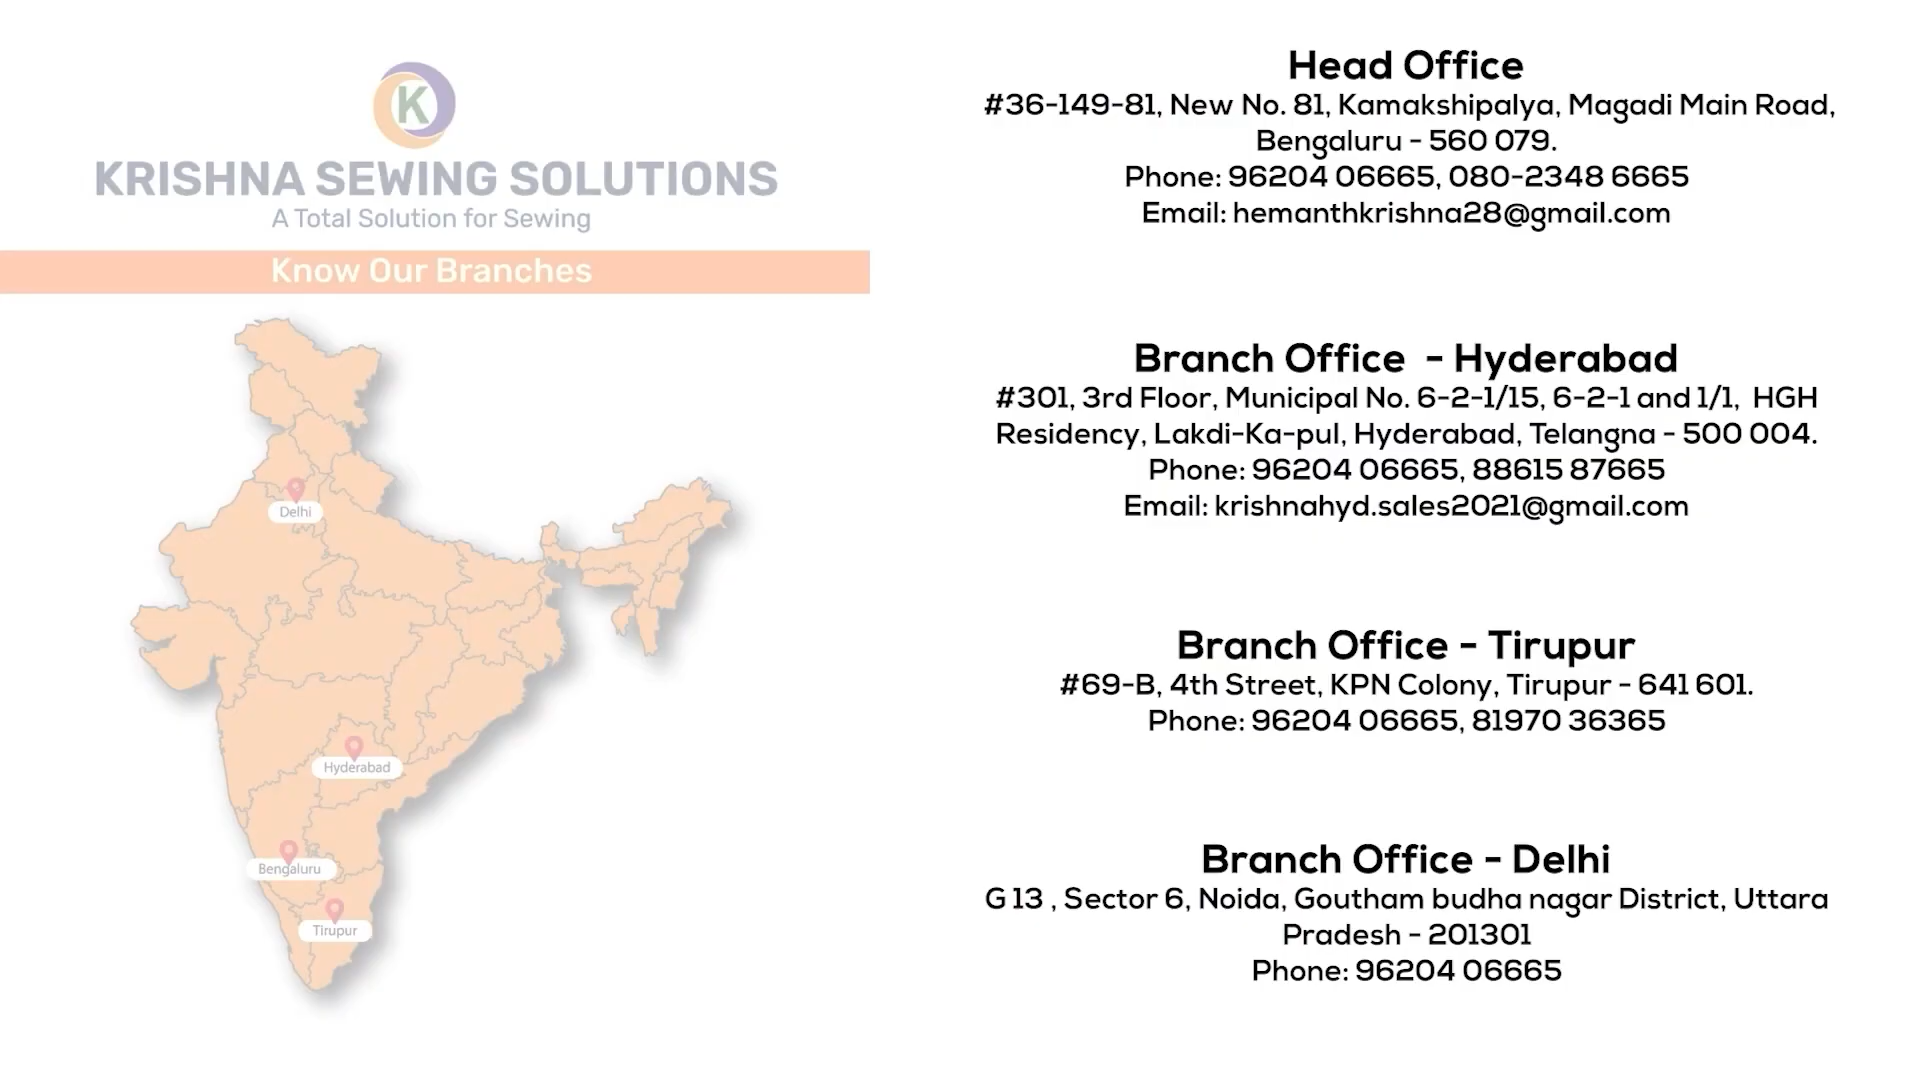 K
KRISHNA SEWING SOLUTIONS
A Total Solution for Sewing
Know Our Branches
Delhi
Hyderabad
Bengaluru
Tirupur
Head Office
#36-149-81, New No. 81, Kamakshipalya, Magadi Main Road,
Bengaluru - 560 079.
Phone: 96204 06665, 080-2348 6665
Email: hemanthkrishna28@gmail.com
Branch Office - Hyderabad
#301, 3rd Floor, Municipal No. 6-2-1/15, 6-2-1 and 1/1, HGH
Residency, Lakdi-Ka-pul, Hyderabad, Telangna - 500 004.
Phone: 96204 06665, 88615 87665
Email: krishnahyd.sales2021@gmail.com
Branch Office - Tirupur
#69-B, 4th Street, KPN Colony, Tirupur - 641 601.
Phone: 96204 06665, 81970 36365
Branch Office - Delhi
G 13 , Sector 6, Noida, Goutham budha nagar District, Uttara
Pradesh - 201301
Phone: 96204 06665